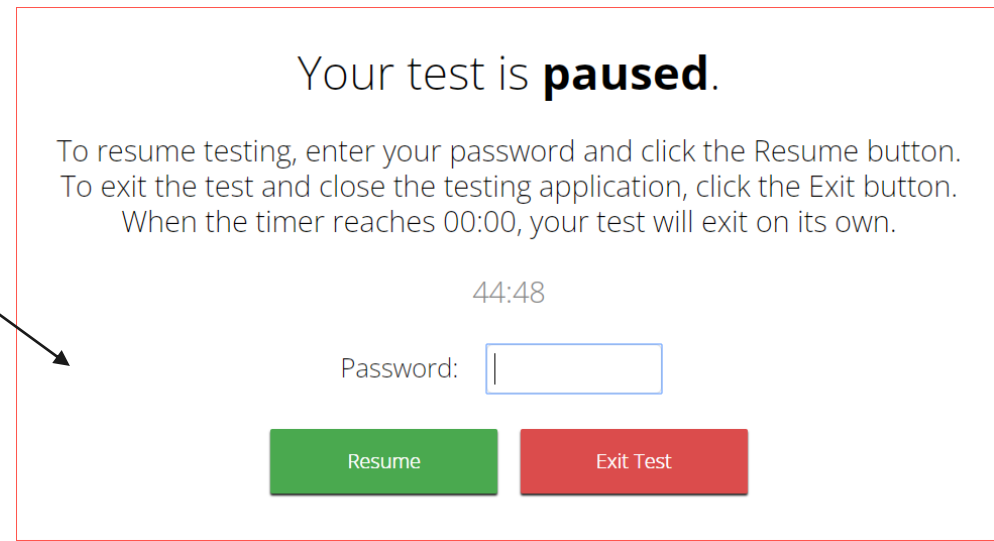 Your test is paused.
To resume testing, enter your password and click the Resume button.
To exit the test and close the testing application, click the Exit button.
When the timer reaches 00:00, your test will exit on its own.
44:48
Password:
Resume Exit Test